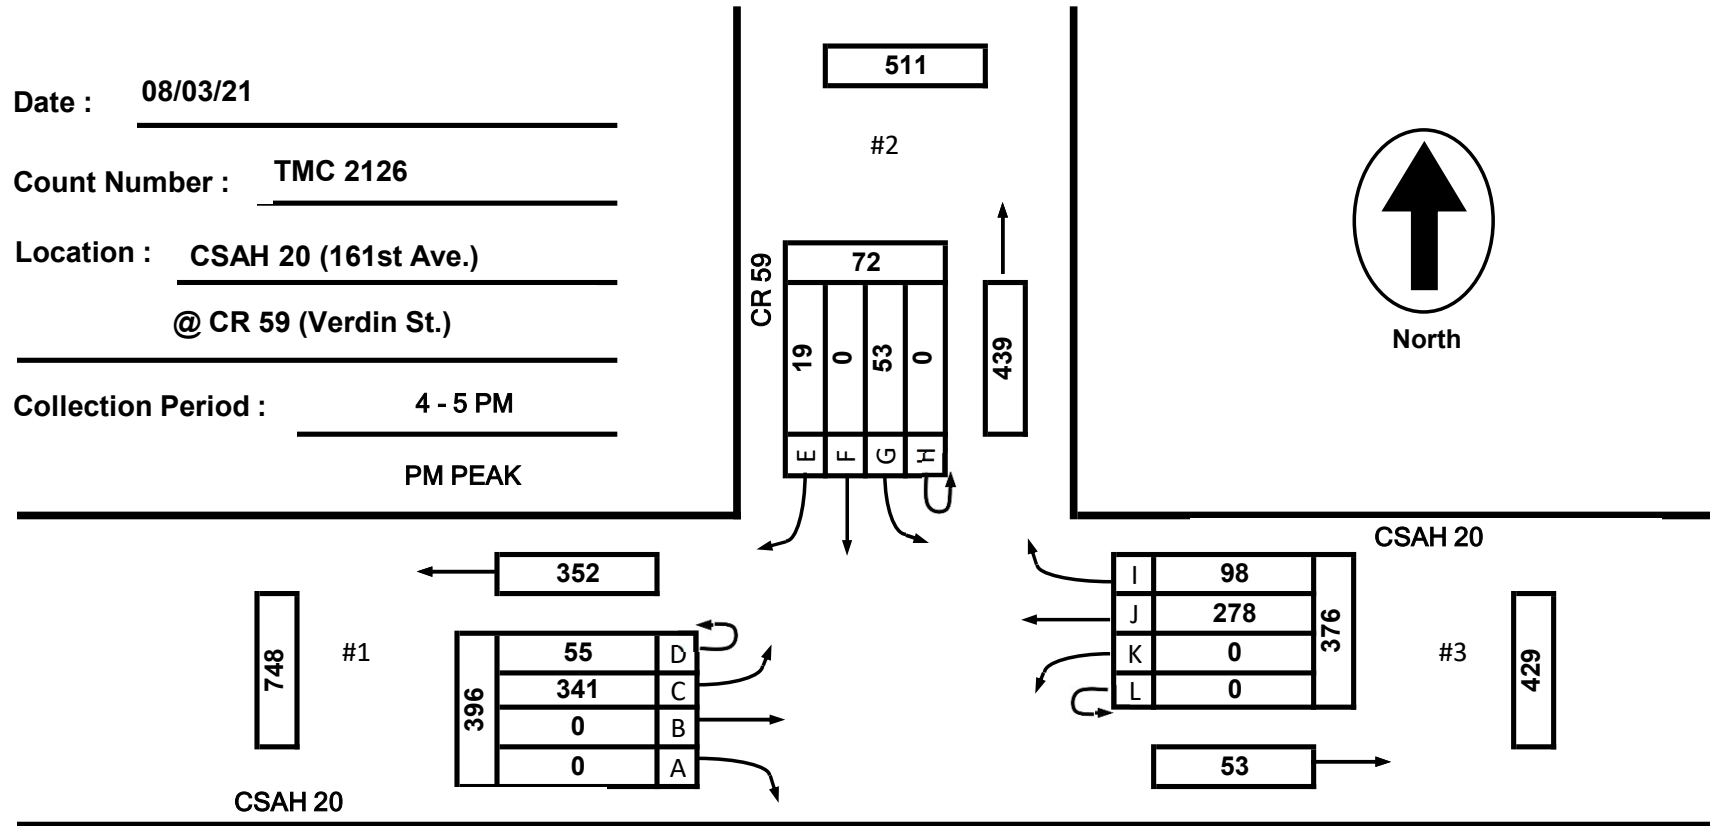 Date : 08/03/21
Count Number : TMC 2126
Location : CSAH 20 (161st Ave.)
@ CR 59 (Verdin St.)
Collection Period : 4 - 5 PM
PM PEAK
511
#2
CR 59
72
19 0 53 0
E F G H
439
North
CSAH 20
352
748
#1
396
55 D
341 C
0 B
0 A
CSAH 20
I 98
J 278
K 0
L 0
376
#3
429
53